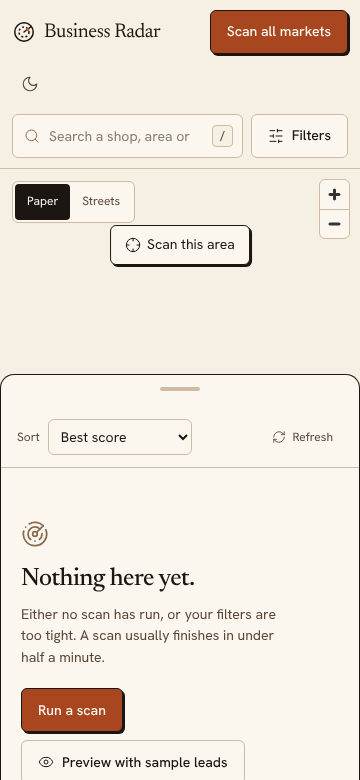 Business Radar
Scan all markets
Search a shop, area or
/
Filters
Paper
Streets
+
−
Scan this area
Sort
Best score
Refresh
Nothing here yet.
Either no scan has run, or your filters are
too tight. A scan usually finishes in under
half a minute.
Run a scan
Preview with sample leads